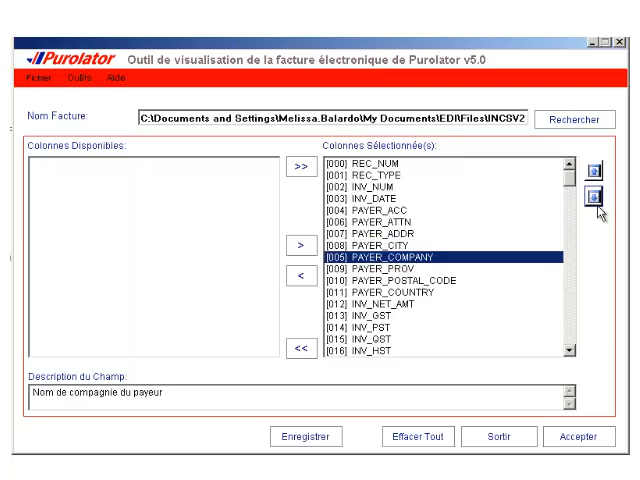 Purolator Outil de visualisation de la facture électronique de Purolator v5.0
Fichier Outils Aide
Nom Facture: C:\Documents and Settings\Melissa.Balardo\My Documents\EDI\Files\INCSV2 Rechercher
Colonnes Disponibles: Colonnes Sélectionnée(s):
>>
>
<
<<
[000] REC_NUM
[001] REC_TYPE
[002] INV_NUM
[003] INV_DATE
[004] PAYER_ACC
[006] PAYER_ATTN
[007] PAYER_ADDR
[008] PAYER_CITY
[005] PAYER_COMPANY
[009] PAYER_PROV
[010] PAYER_POSTAL_CODE
[011] PAYER_COUNTRY
[012] INV_NET_AMT
[013] INV_GST
[014] INV_PST
[015] INV_QST
[016] INV_HST
Description du Champ:
Nom de compagnie du payeur
Enregistrer Effacer Tout Sortir Accepter